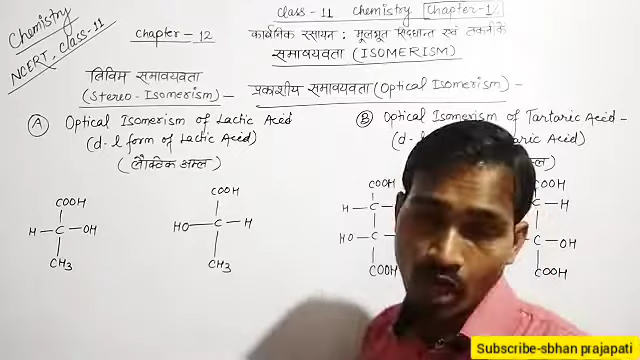 Chemistry
NCERT, class-11
class-11 chemistry Chapter-12
chapter-12 कार्बनिक रसायन : मूलभूत सिद्धान्त एवं तकनीकें
समावयवता (ISOMERISM)
त्रिविम समावयवता
(Stereo-Isomerism) - प्रकाशीय समावयवता (Optical Isomerism) -
A Optical Isomerism of Lactic Acid
(d-l form of Lactic Acid)
(लैक्टिक अम्ल)
B Optical Isomerism of Tartaric Acid -
(d- Acid)
COOH
H-C-OH
CH3
COOH
HO-C-H
CH3
COOH
H-C-
HO-C
COOH
COOH
C-H
C-OH
COOH
Subscribe-sbhan prajapati